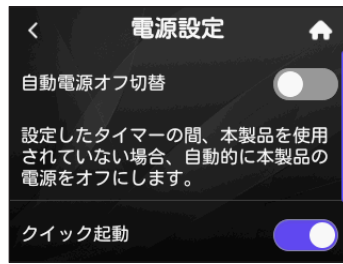 電源設定
自動電源オフ切替
設定したタイマーの間、本製品を使用
されていない場合、自動的に本製品の
電源をオフにします。
クイック起動